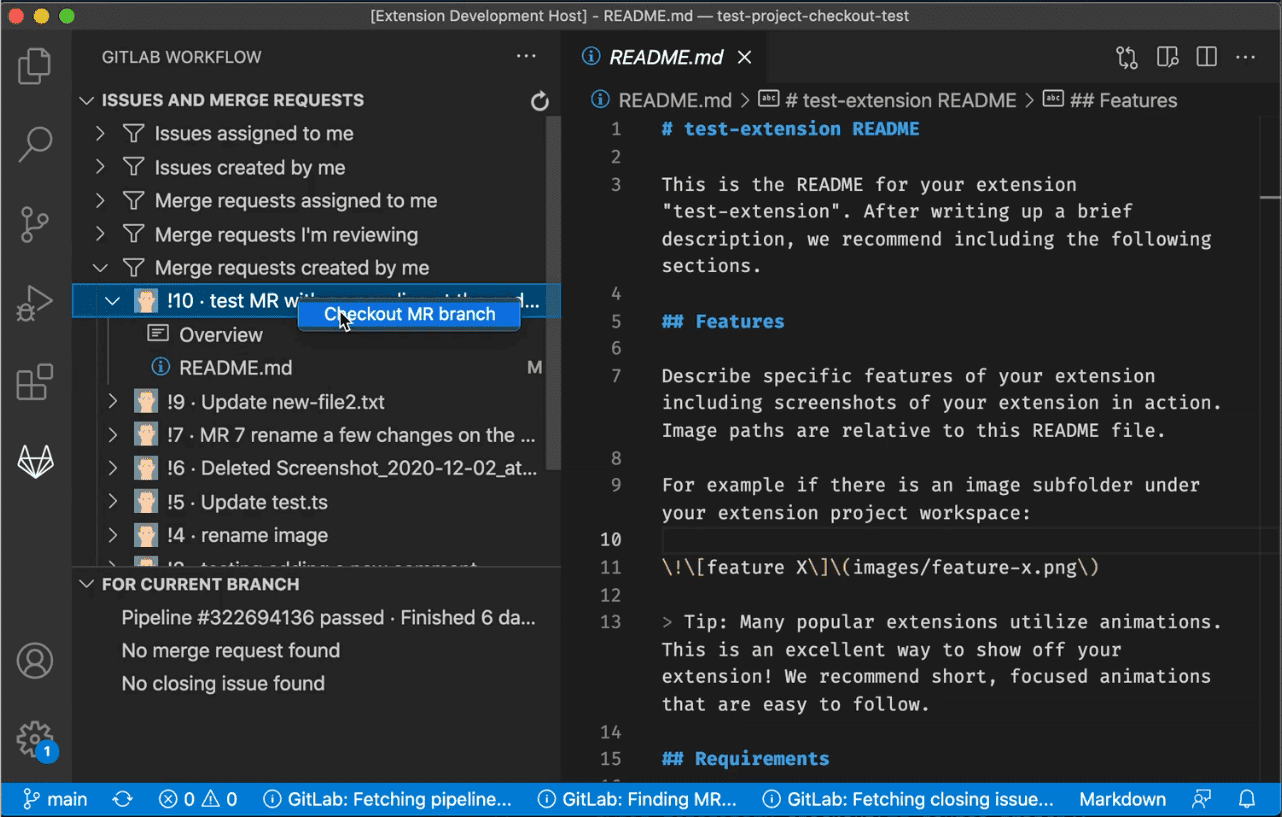 [Extension Development Host] - README.md — test-project-checkout-test
GITLAB WORKFLOW
ISSUES AND MERGE REQUESTS
Issues assigned to me
Issues created by me
Merge requests assigned to me
Merge requests I'm reviewing
Merge requests created by me
!10 · test MR
Checkout MR branch
Overview
README.md M
!9 · Update new-file2.txt
!7 · MR 7 rename a few changes on the ...
!6 · Deleted Screenshot_2020-12-02_at...
!5 · Update test.ts
!4 · rename image
FOR CURRENT BRANCH
Pipeline #322694136 passed · Finished 6 da...
No merge request found
No closing issue found
1
README.md
README.md > # test-extension README > ## Features
1 # test-extension README
2
3 This is the README for your extension
"test-extension". After writing up a brief
description, we recommend including the following
sections.
4
5 ## Features
6
7 Describe specific features of your extension
including screenshots of your extension in action.
Image paths are relative to this README file.
8
9 For example if there is an image subfolder under
your extension project workspace:
10
11 \!\[feature X\]\(images/feature-x.png\)
12
13 > Tip: Many popular extensions utilize animations.
This is an excellent way to show off your
extension! We recommend short, focused animations
that are easy to follow.
14
15 ## Requirements
main 0 0 GitLab: Fetching pipeline... GitLab: Finding MR... GitLab: Fetching closing issue... Markdown